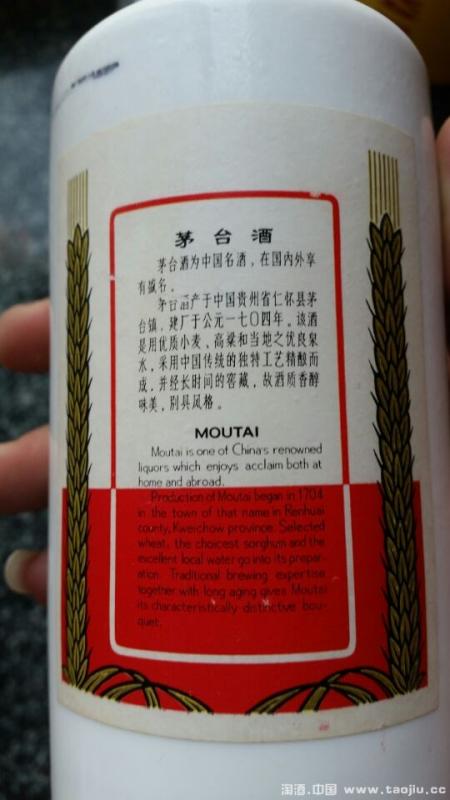 茅台酒
茅台酒为中国名酒，在国内外享
有盛名。
茅台酒产于中国贵州省仁怀县茅
台镇，建厂于公元一七〇四年。该酒
是用优质小麦、高粱和当地之优良泉
水，采用中国传统的独特工艺精酿而
成，并经长时间的窖藏，故酒质香醇
味美，别具风格。
MOUTAI
Moutai is one of China's renowned
liquors which enjoys acclaim both at
home and abroad.
Production of Moutai began in 1704
in the town of that name in Renhuai
county, Kweichow province. Selected
wheat, the choicest sorghum and the
excellent local water go into its prepar-
ation. Traditional brewing expertise
together with long aging gives Moutai
its characteristically distinctive bou-
quet.
淘酒.中国 www.taojiu.cc